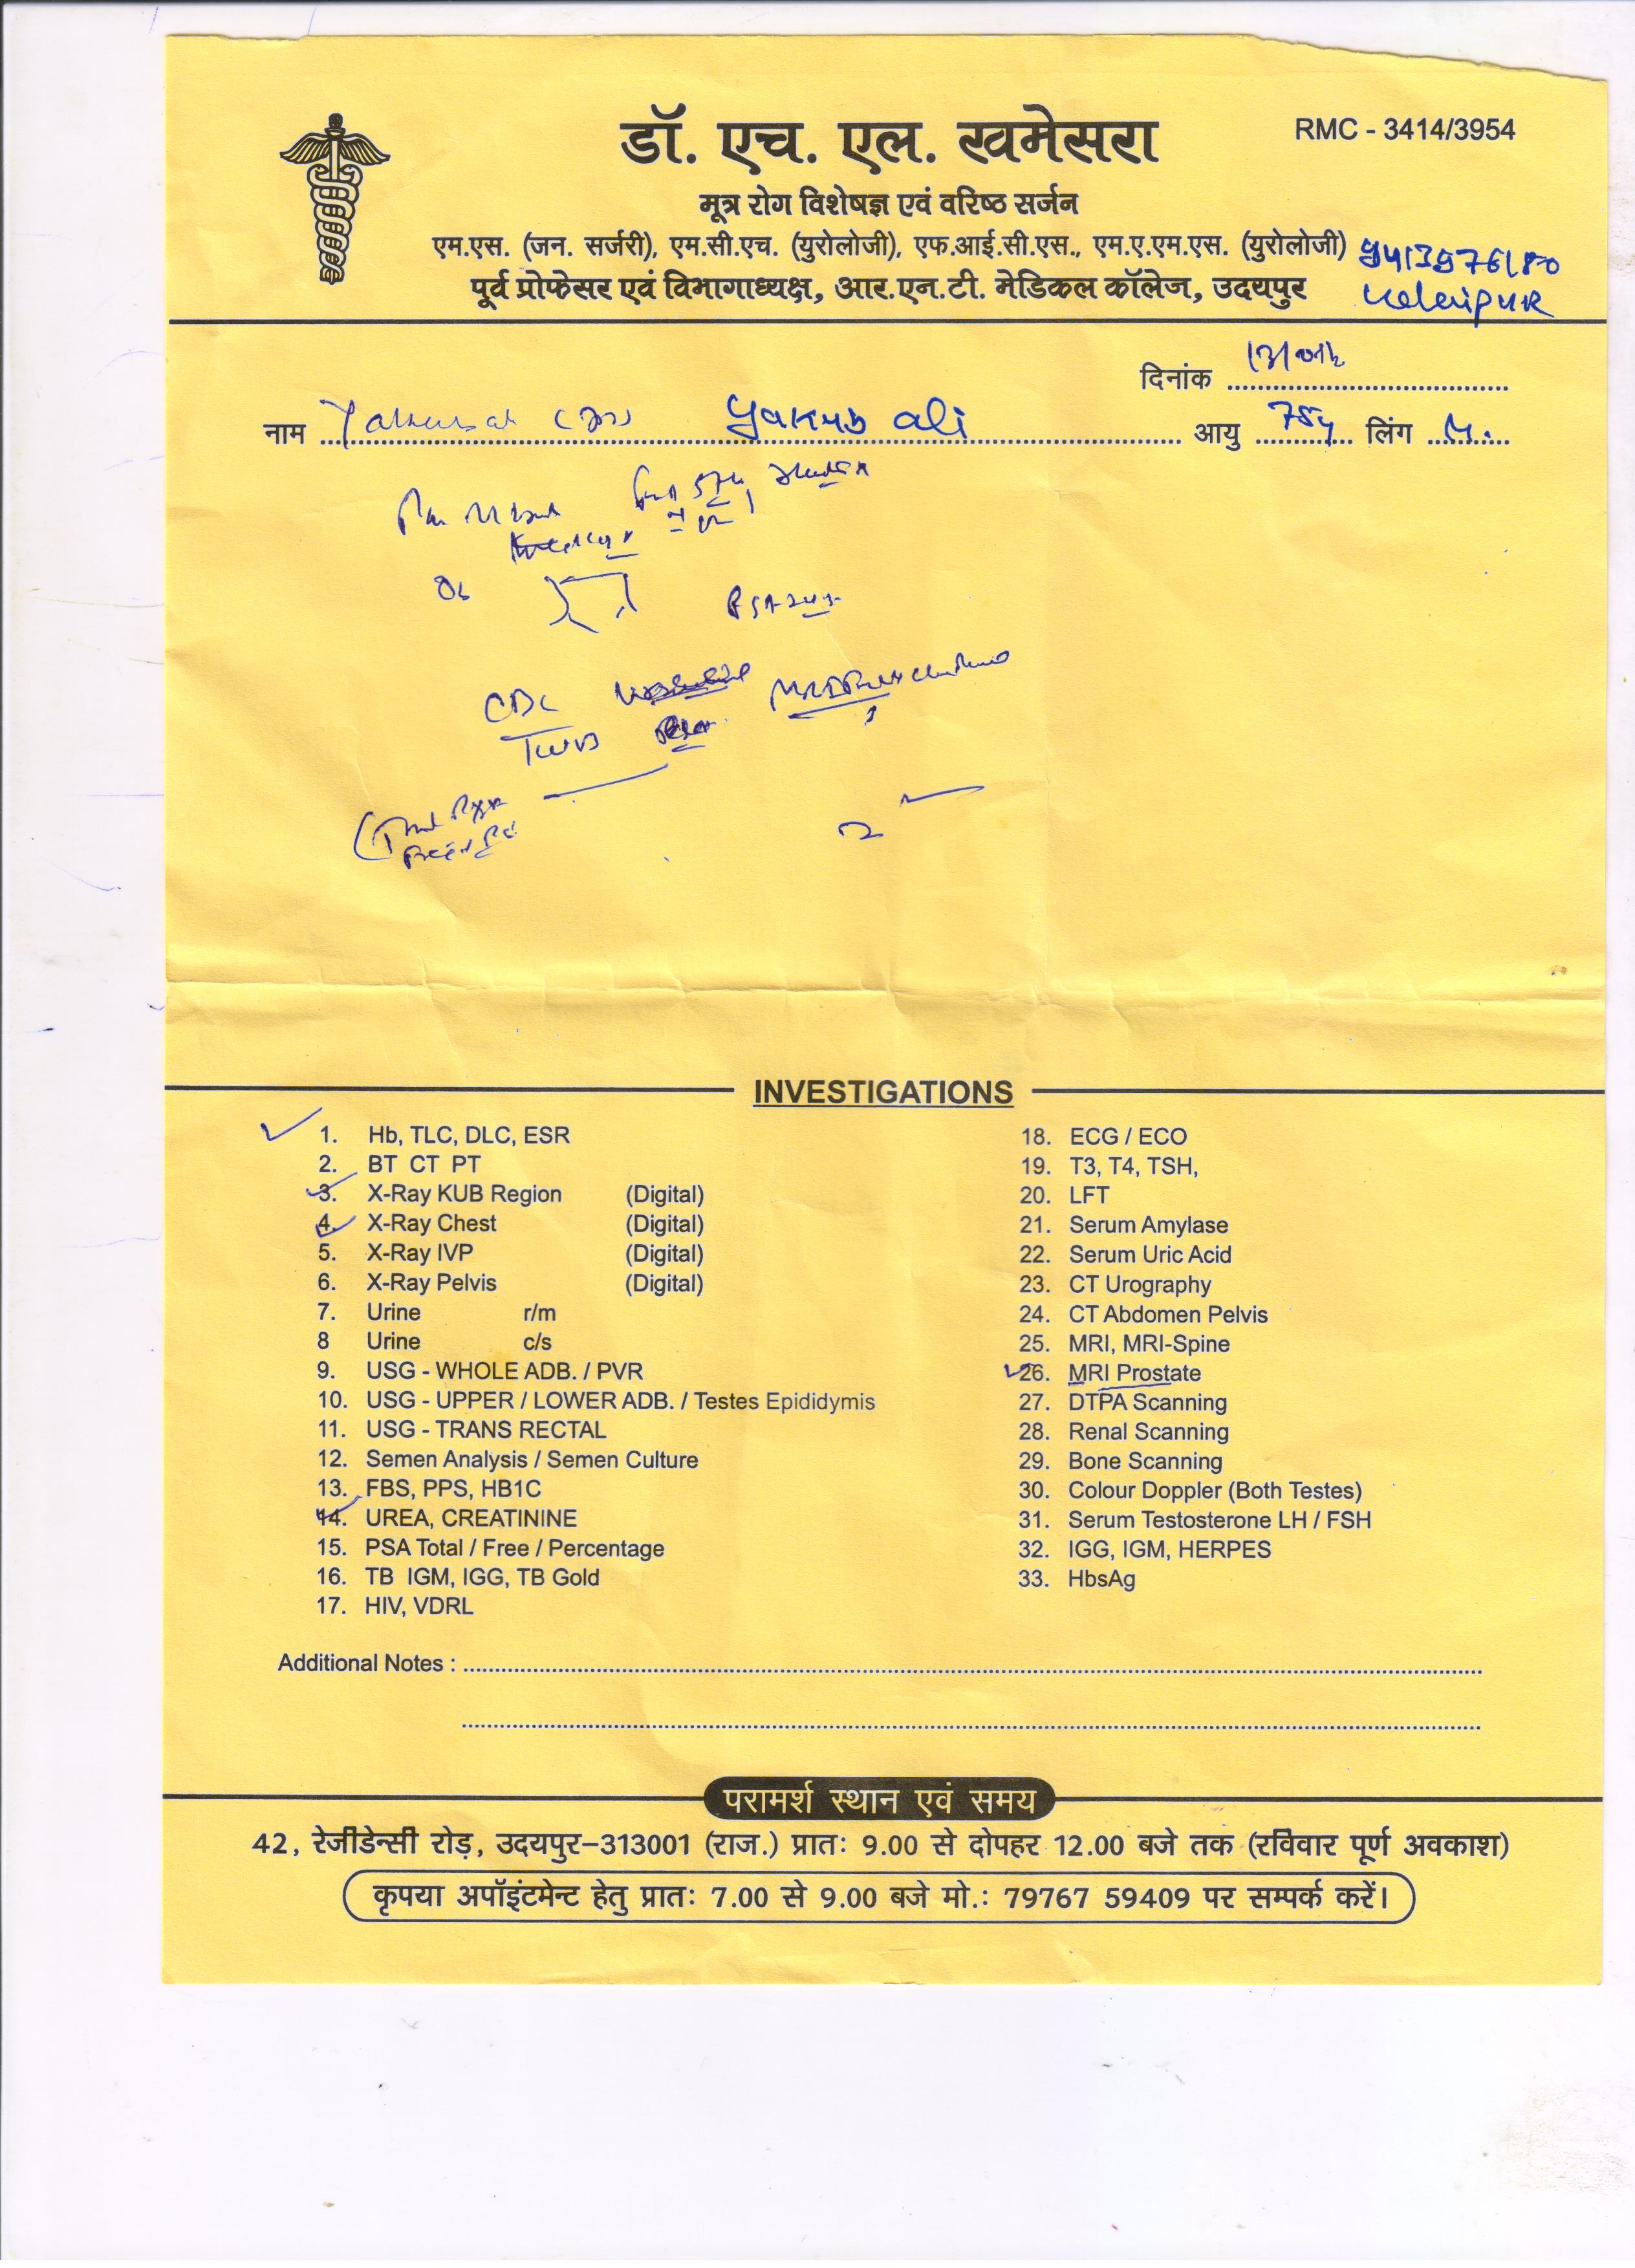 डॉ. एच. एल. खमेसरा
RMC - 3414/3954
मूत्र रोग विशेषज्ञ एवं वरिष्ठ सर्जन
एम.एस. (जन. सर्जरी), एम.सी.एच. (युरोलोजी), एफ.आई.सी.एस., एम.ए.एम.एस. (युरोलोजी)
पूर्व प्रोफेसर एवं विभागाध्यक्ष, आर.एन.टी. मेडिकल कॉलेज, उदयपुर
दिनांक
नाम Yakub ali आयु 75y लिंग M.
CBC
INVESTIGATIONS
1. Hb, TLC, DLC, ESR
2. BT CT PT
3. X-Ray KUB Region (Digital)
4. X-Ray Chest (Digital)
5. X-Ray IVP (Digital)
6. X-Ray Pelvis (Digital)
7. Urine r/m
8 Urine c/s
9. USG - WHOLE ADB. / PVR
10. USG - UPPER / LOWER ADB. / Testes Epididymis
11. USG - TRANS RECTAL
12. Semen Analysis / Semen Culture
13. FBS, PPS, HB1C
14. UREA, CREATININE
15. PSA Total / Free / Percentage
16. TB IGM, IGG, TB Gold
17. HIV, VDRL
18. ECG / ECO
19. T3, T4, TSH,
20. LFT
21. Serum Amylase
22. Serum Uric Acid
23. CT Urography
24. CT Abdomen Pelvis
25. MRI, MRI-Spine
26. MRI Prostate
27. DTPA Scanning
28. Renal Scanning
29. Bone Scanning
30. Colour Doppler (Both Testes)
31. Serum Testosterone LH / FSH
32. IGG, IGM, HERPES
33. HbsAg
Additional Notes :
परामर्श स्थान एवं समय
42, रेजीडेन्सी रोड़, उदयपुर–313001 (राज.) प्रातः 9.00 से दोपहर 12.00 बजे तक (रविवार पूर्ण अवकाश)
कृपया अपॉइंटमेन्ट हेतु प्रातः 7.00 से 9.00 बजे मो.: 79767 59409 पर सम्पर्क करें।